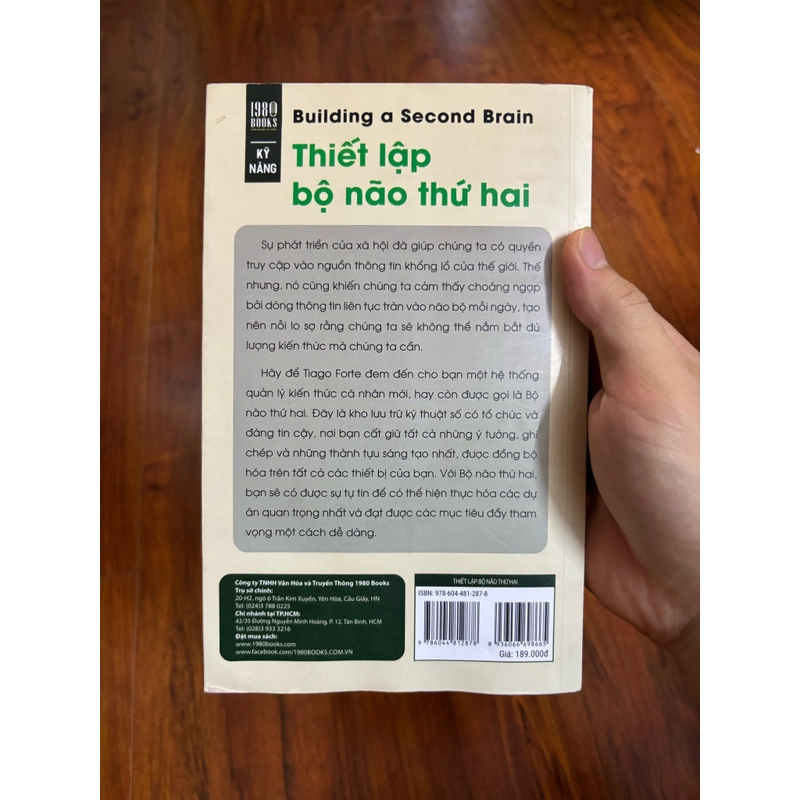 1980
BOOKS
KỸ
NĂNG
Building a Second Brain
Thiết lập
bộ não thứ hai
Sự phát triển của xã hội đã giúp chúng ta có quyền
truy cập vào nguồn thông tin khổng lồ của thế giới. Thế
nhưng, nó cũng khiến chúng ta cảm thấy choáng ngợp
bởi dòng thông tin liên tục tràn vào não bộ mỗi ngày, tạo
nên nỗi lo sợ rằng chúng ta sẽ không thể nắm bắt đủ
lượng kiến thức mà chúng ta cần.
Hãy để Tiago Forte đem đến cho bạn một hệ thống
quản lý kiến thức cá nhân mới, hay còn được gọi là Bộ
não thứ hai. Đây là kho lưu trữ kỹ thuật số có tổ chức và
đáng tin cậy, nơi bạn cất giữ tất cả những ý tưởng, ghi
chép và những thành tựu sáng tạo nhất, được đồng bộ
hóa trên tất cả các thiết bị của bạn. Với Bộ não thứ hai,
bạn sẽ có được sự tự tin để có thể hiện thực hóa các dự
án quan trọng nhất và đạt được các mục tiêu đầy tham
vọng một cách dễ dàng.
Công ty TNHH Văn Hóa và Truyền Thông 1980 Books
Trụ sở chính:
20-H2, ngõ 6 Trần Kim Xuyến, Yên Hòa, Cầu Giấy, HN
Tel: (024)3 788 0225
Chi nhánh tại TP.HCM:
42/35 Đường Nguyễn Minh Hoàng, P. 12, Tân Bình, HCM
Tel: (028)3 933 3216
Đặt mua sách:
www.1980books.com
www.facebook.com/1980BOOKS.COM.VN
THIẾT LẬP BỘ NÃO THỨ HAI
ISBN: 978-604-481-287-8
9 786044 812878
8 936066 698665
Giá: 189.000đ